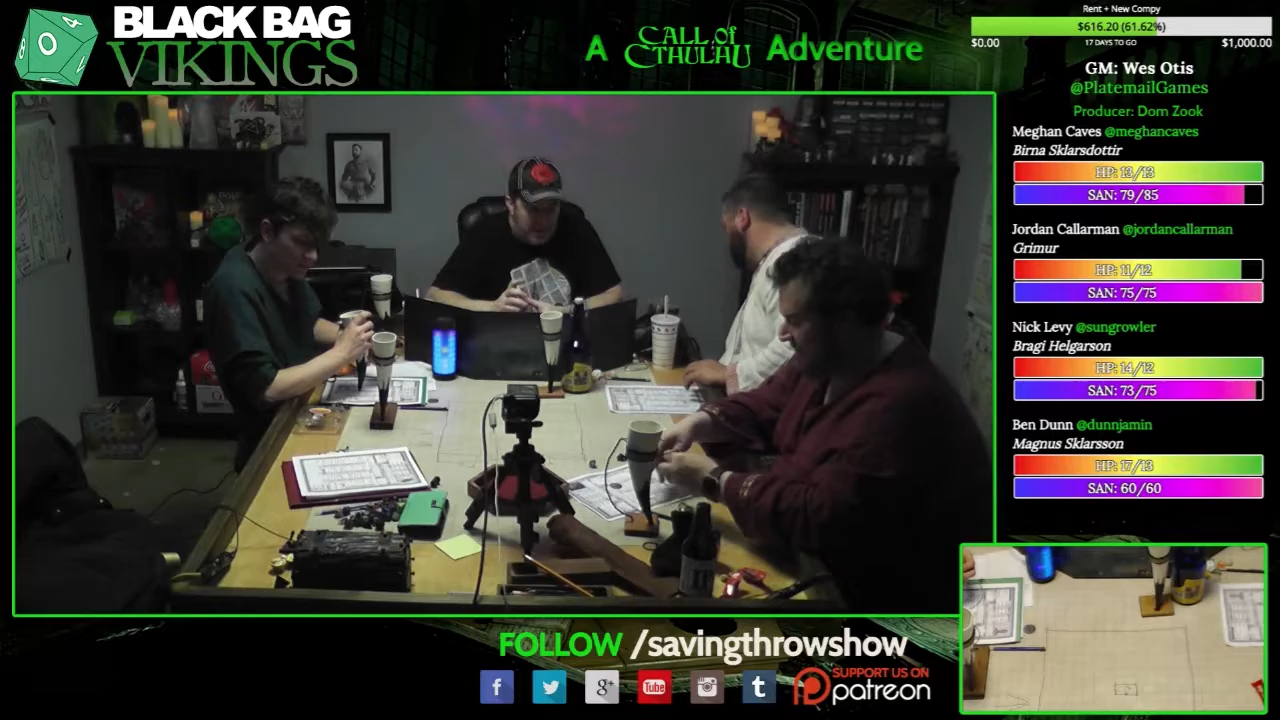 BLACK BAG
VIKINGS
A CALL of CTHULHU Adventure
Rent + New Compy
$616.20 (61.62%)
$0.00 17 DAYS TO GO $1,000.00
GM: Wes Otis
@PlatemailGames
Producer: Dom Zook
Meghan Caves @meghancaves
Birna Sklarsdottir
HP: 13/13
SAN: 79/85
Jordan Callarman @jordancallarman
Grimur
HP: 11/12
SAN: 75/75
Nick Levy @sungrowler
Bragi Helgarson
HP: 14/12
SAN: 73/75
Ben Dunn @dunnjamin
Magnus Sklarsson
HP: 17/13
SAN: 60/60
FOLLOW /savingthrowshow
f g+ You Tube t
SUPPORT US ON
patreon